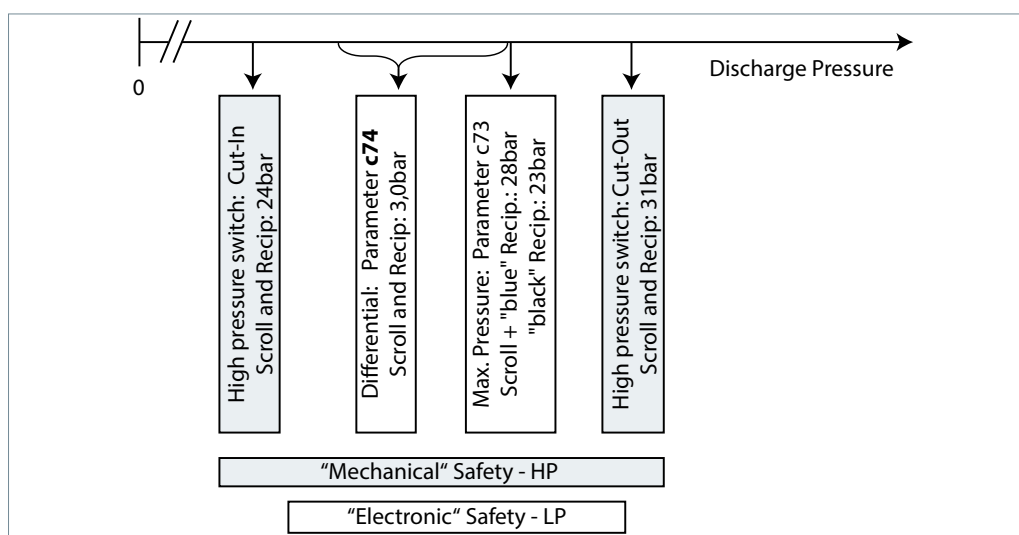 0
Discharge Pressure
High pressure switch: Cut-In
Scroll and Recip: 24bar
Differential: Parameter c74
Scroll and Recip: 3,0bar
Max. Pressure: Parameter c73
Scroll + "blue" Recip.: 28bar
"black" Recip.: 23bar
High pressure switch: Cut-Out
Scroll and Recip: 31bar
“Mechanical“ Safety - HP
“Electronic“ Safety - LP